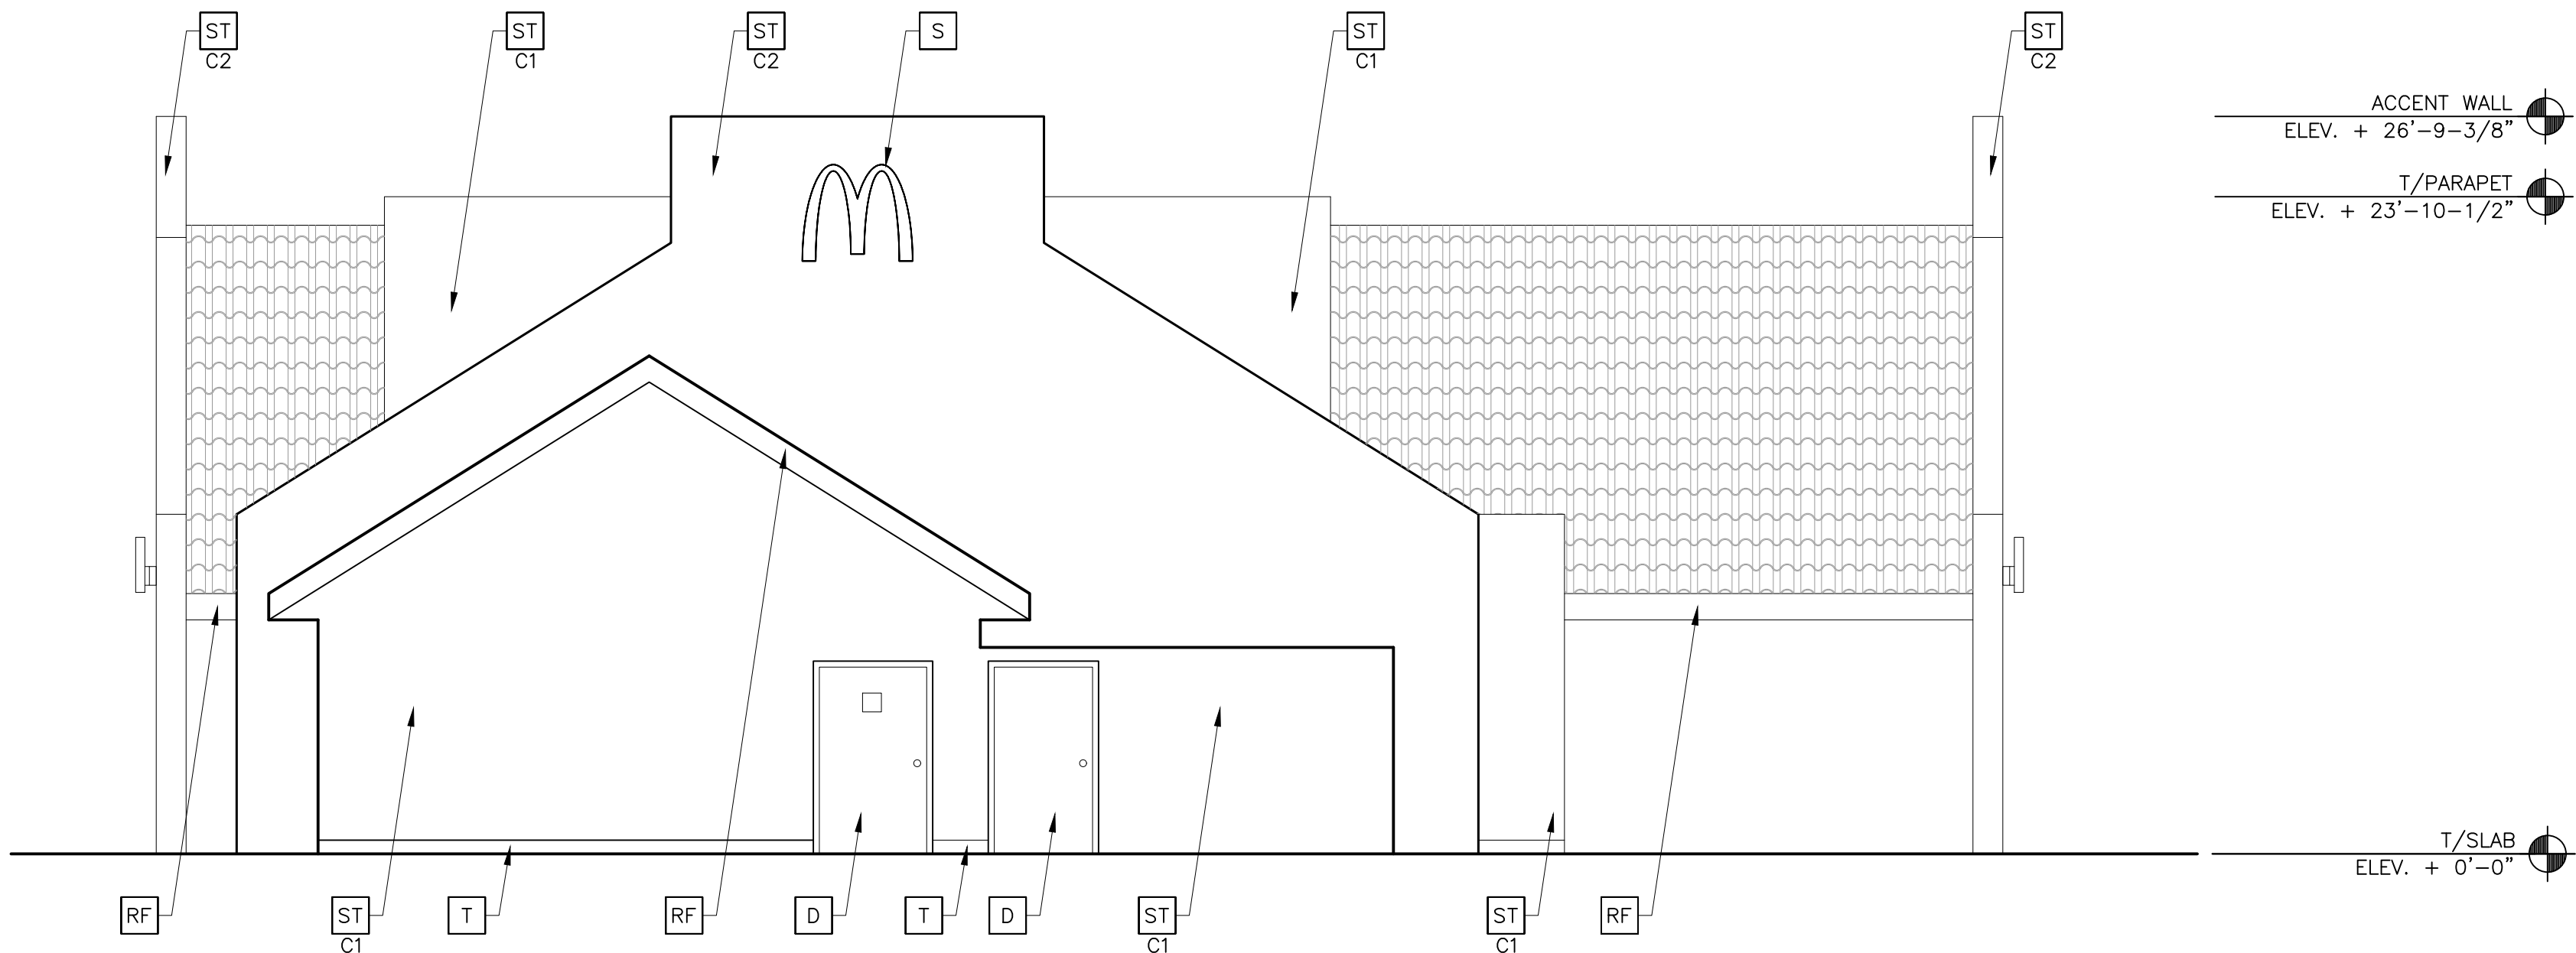 ST
C2
ST
C1
ST
C2
S
ST
C1
ST
C2
ACCENT WALL
ELEV. + 26'-9-3/8"
T/PARAPET
ELEV. + 23'-10-1/2"
T/SLAB
ELEV. + 0'-0"
RF
ST
C1
T
RF
D
T
D
ST
C1
ST
C1
RF